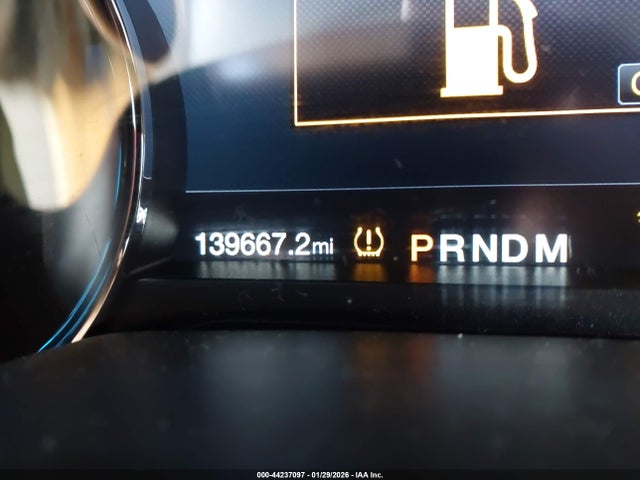 139667.2mi PRNDM
000-44237097 - 01/29/2026 - IAA Inc.